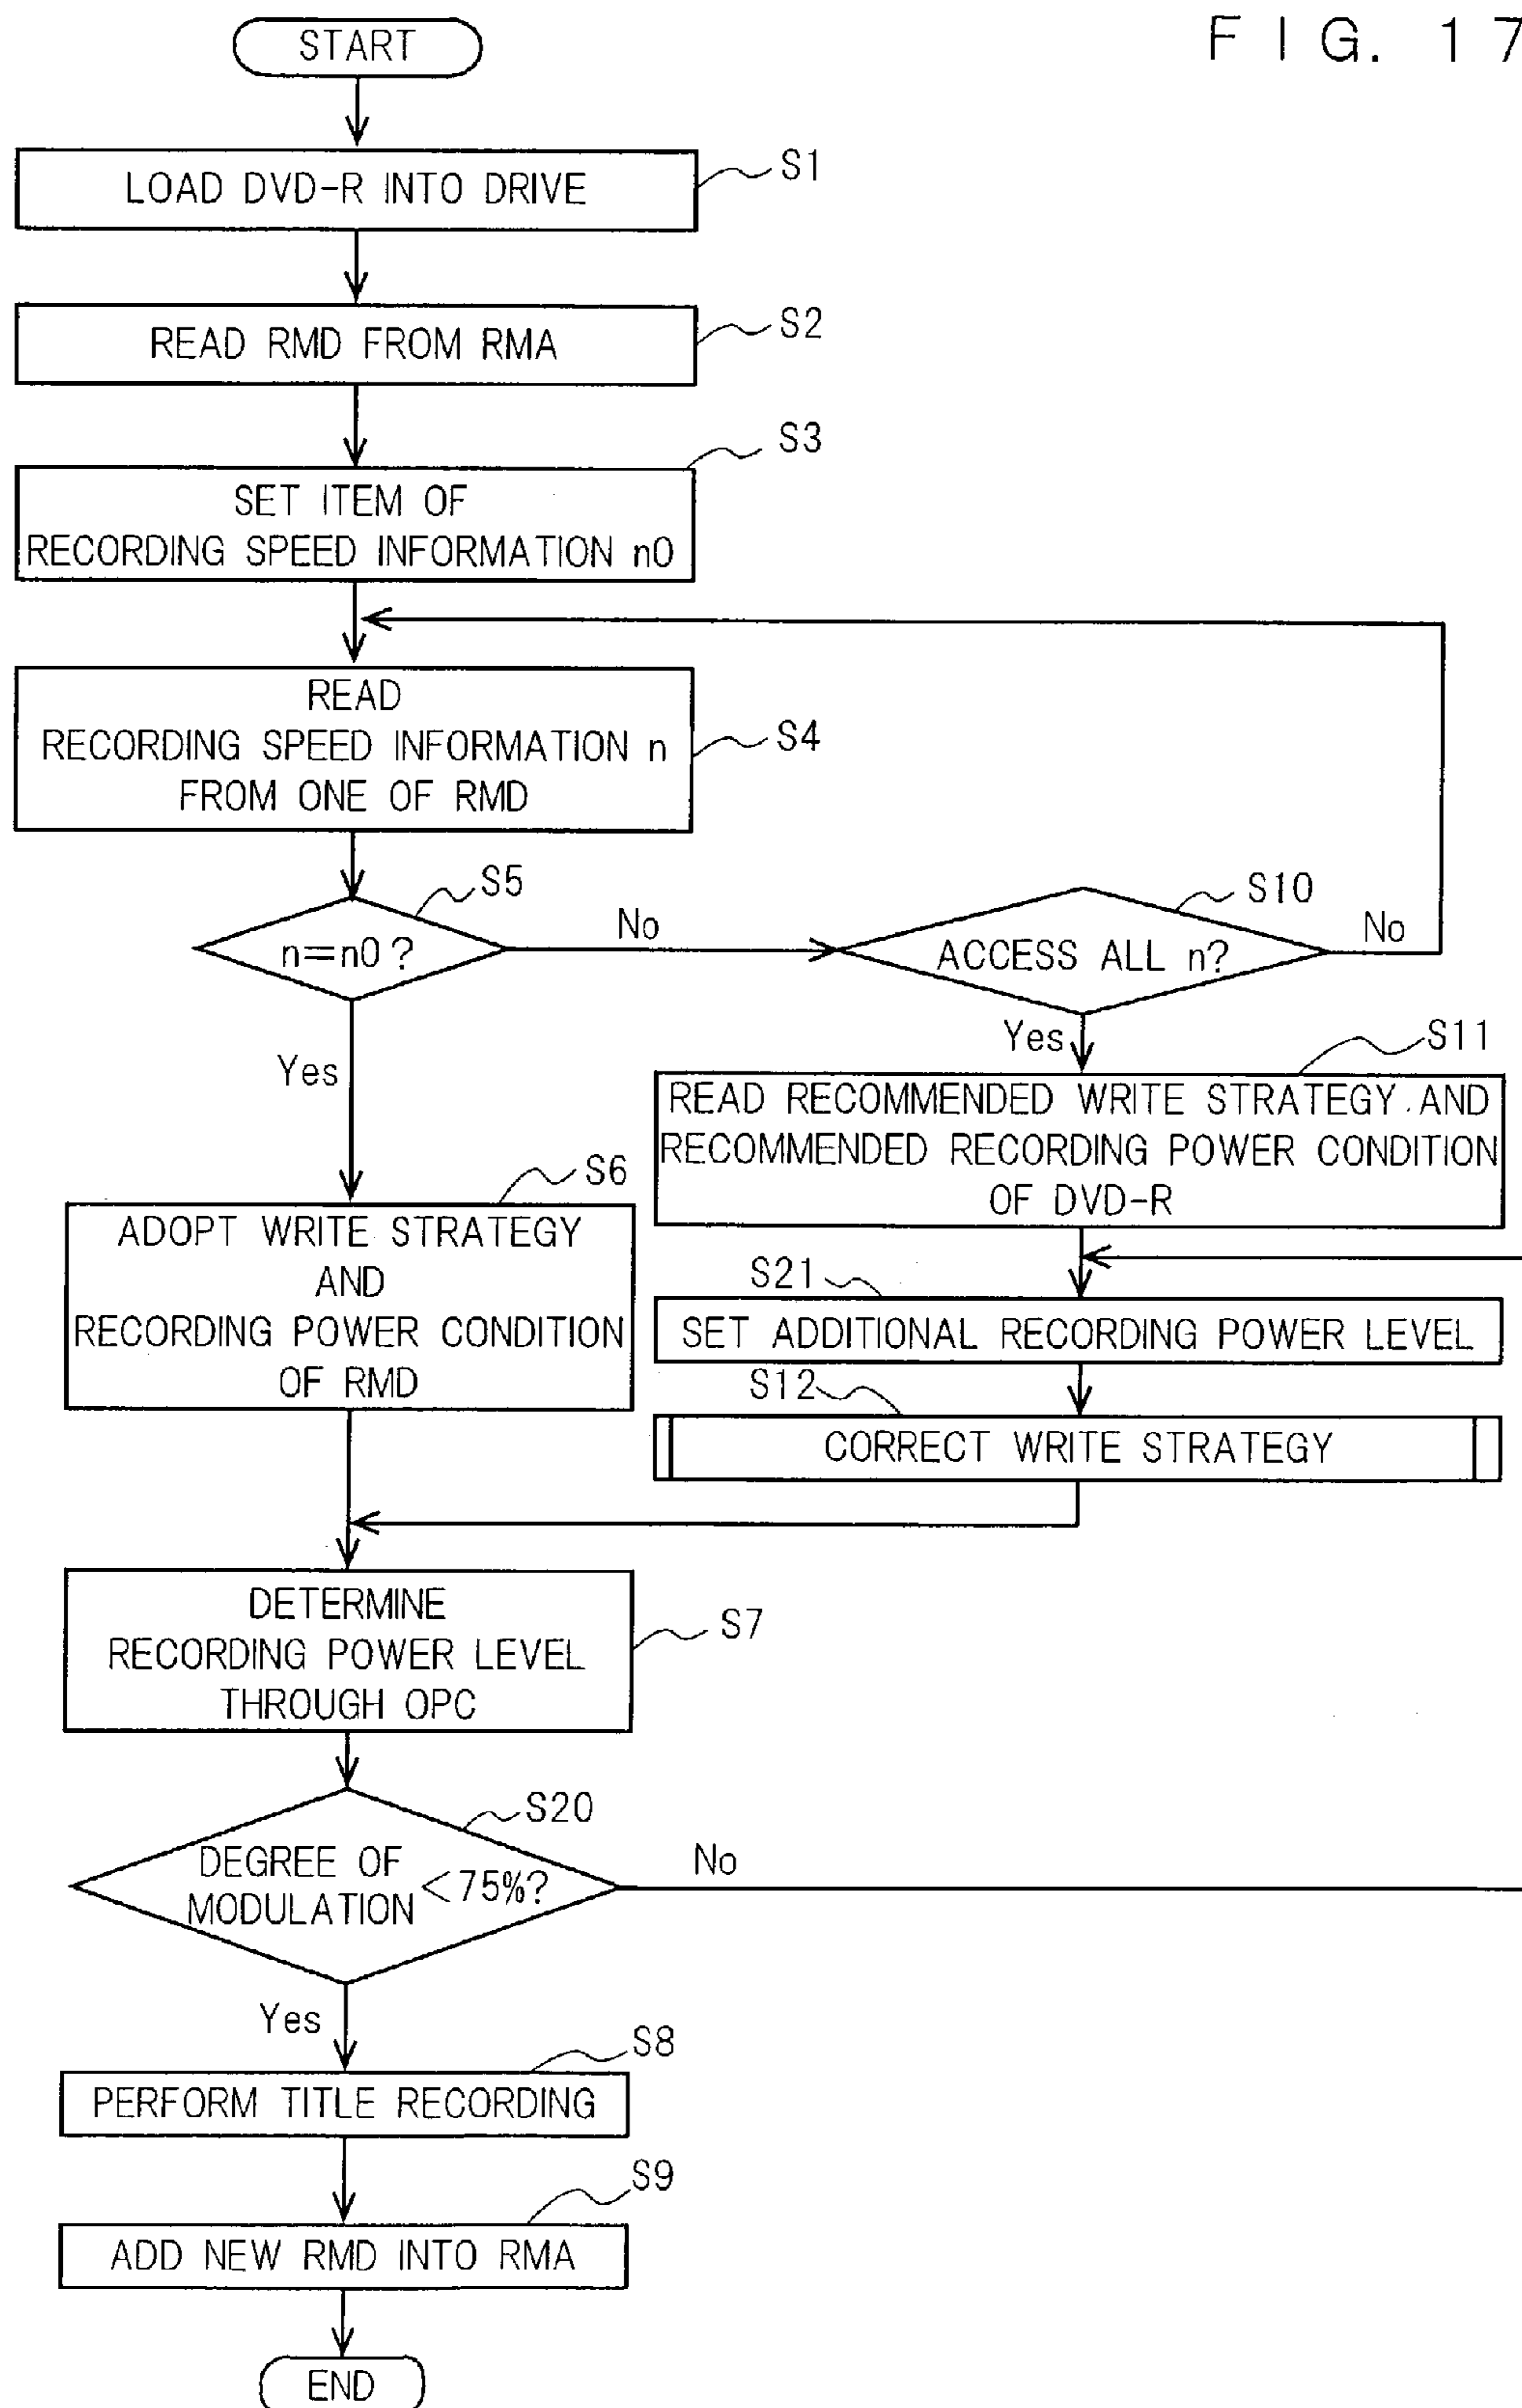 FIG. 17
START
LOAD DVD-R INTO DRIVE
S1
READ RMD FROM RMA
S2
S3
SET ITEM OF
RECORDING SPEED INFORMATION n0
READ
RECORDING SPEED INFORMATION n
FROM ONE OF RMD
S4
S5
n==n0?
No
S10
ACCESS ALL n?
No
Yes
Yes
S11
READ RECOMMENDED WRITE STRATEGY AND
RECOMMENDED RECORDING POWER CONDITION
OF DVD-R
S6
ADOPT WRITE STRATEGY
AND
RECORDING POWER CONDITION
OF RMD
S21
SET ADDITIONAL RECORDING POWER LEVEL
S12
CORRECT WRITE STRATEGY
DETERMINE
RECORDING POWER LEVEL
THROUGH OPC
S7
S20
DEGREE OF
MODULATION <75%?
No
Yes
S8
PERFORM TITLE RECORDING
S9
ADD NEW RMD INTO RMA
END